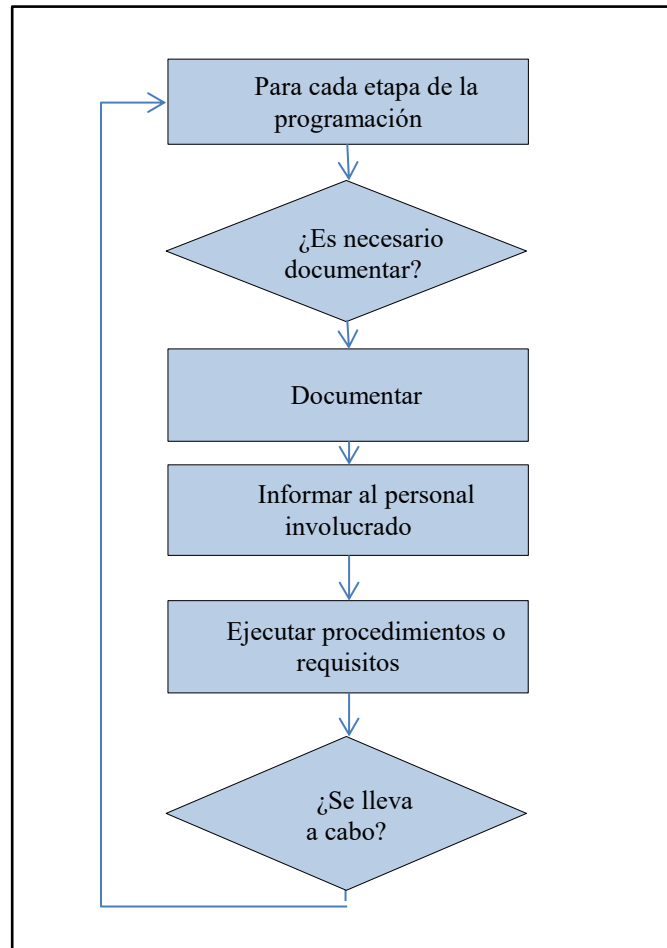 Para cada etapa de la
programación
¿Es necesario
documentar?
Documentar
Informar al personal
involucrado
Ejecutar procedimientos o
requisitos
¿Se lleva
a cabo?